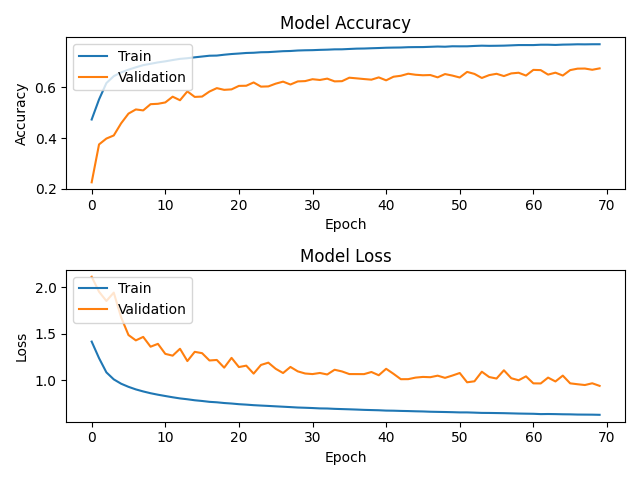 Model Accuracy
Train
Validation
Accuracy
0.6
0.4
0.2
0 10 20 30 40 50 60 70
Epoch
Model Loss
Train
Validation
Loss
2.0
1.5
1.0
0 10 20 30 40 50 60 70
Epoch